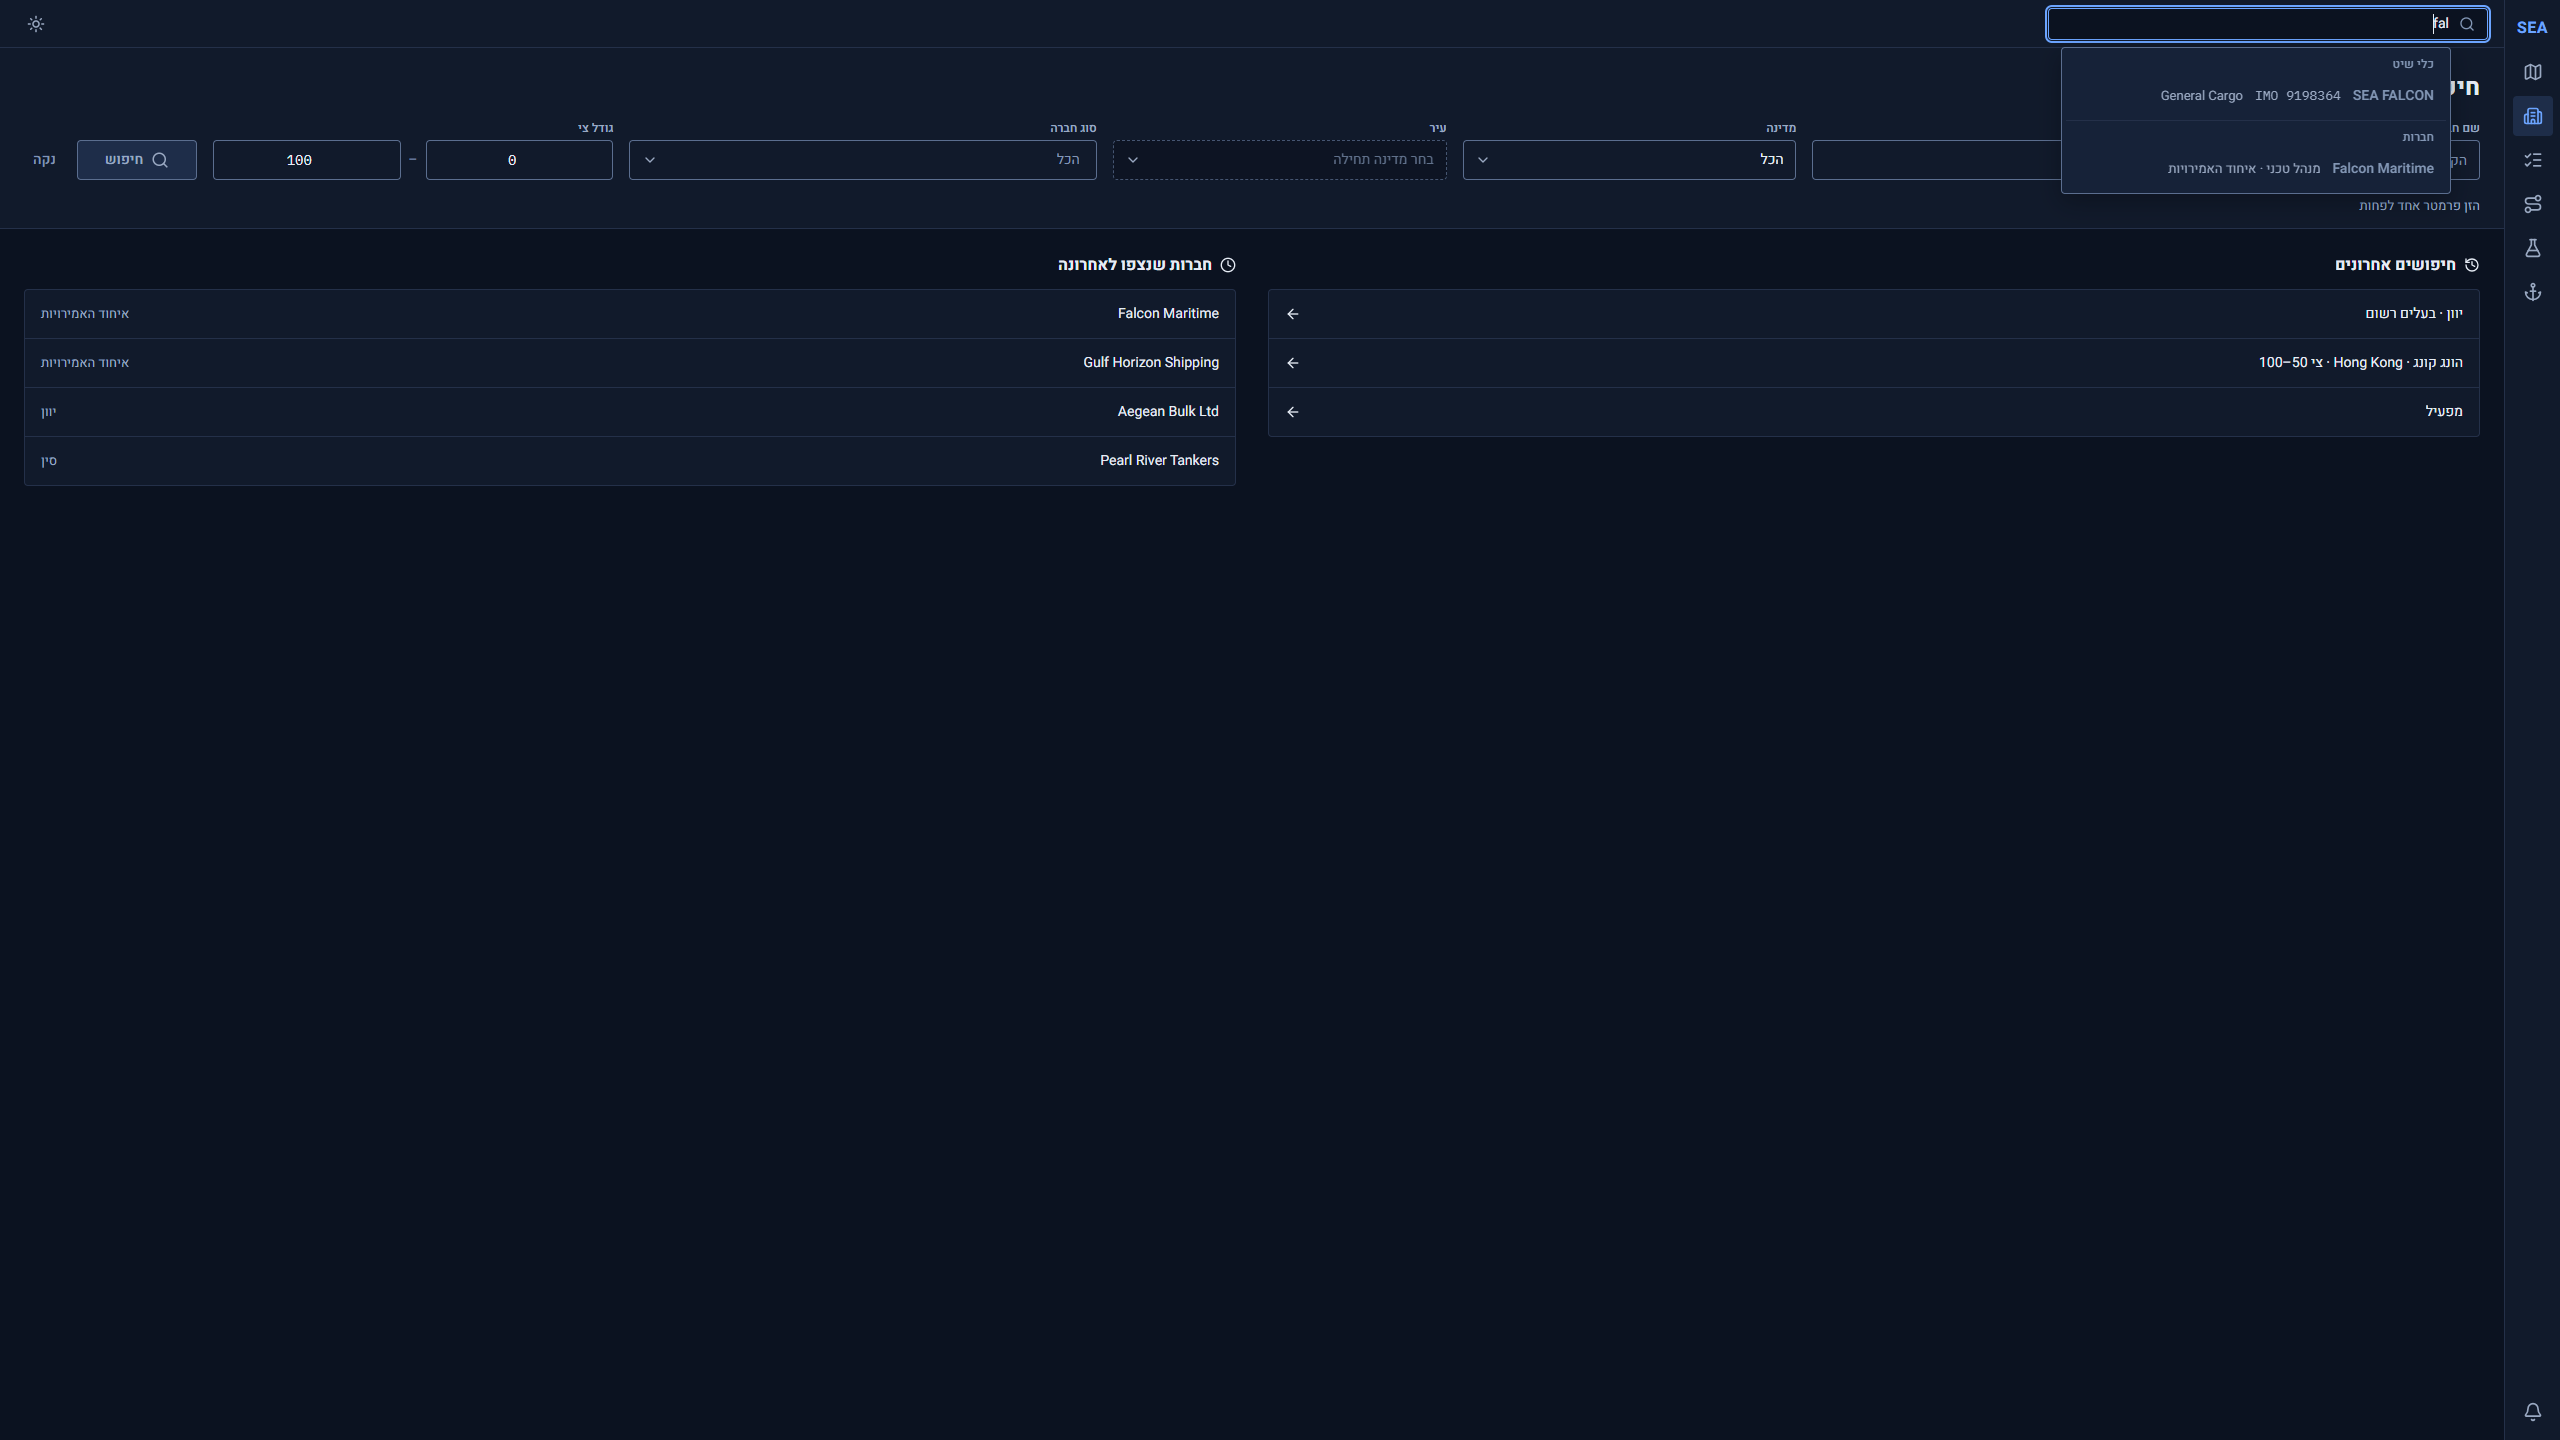 SEA
fal
כלי שיט
SEA FALCON IMO 9198364 General Cargo
חברות
Falcon Maritime מנהל טכני · איחוד האמירויות
שם
מדינה
עיר
סוג חברה
גודל צי
הכל
בחר מדינה תחילה
הכל
0
–
100
חיפוש
נקה
הזן פרמטר אחד לפחות
חיפושים אחרונים
יוון · בעלים רשום
הונג קונג · Hong Kong · צי 50–100
מפעיל
חברות שנצפו לאחרונה
Falcon Maritime איחוד האמירויות
Gulf Horizon Shipping איחוד האמירויות
Aegean Bulk Ltd יוון
Pearl River Tankers סין